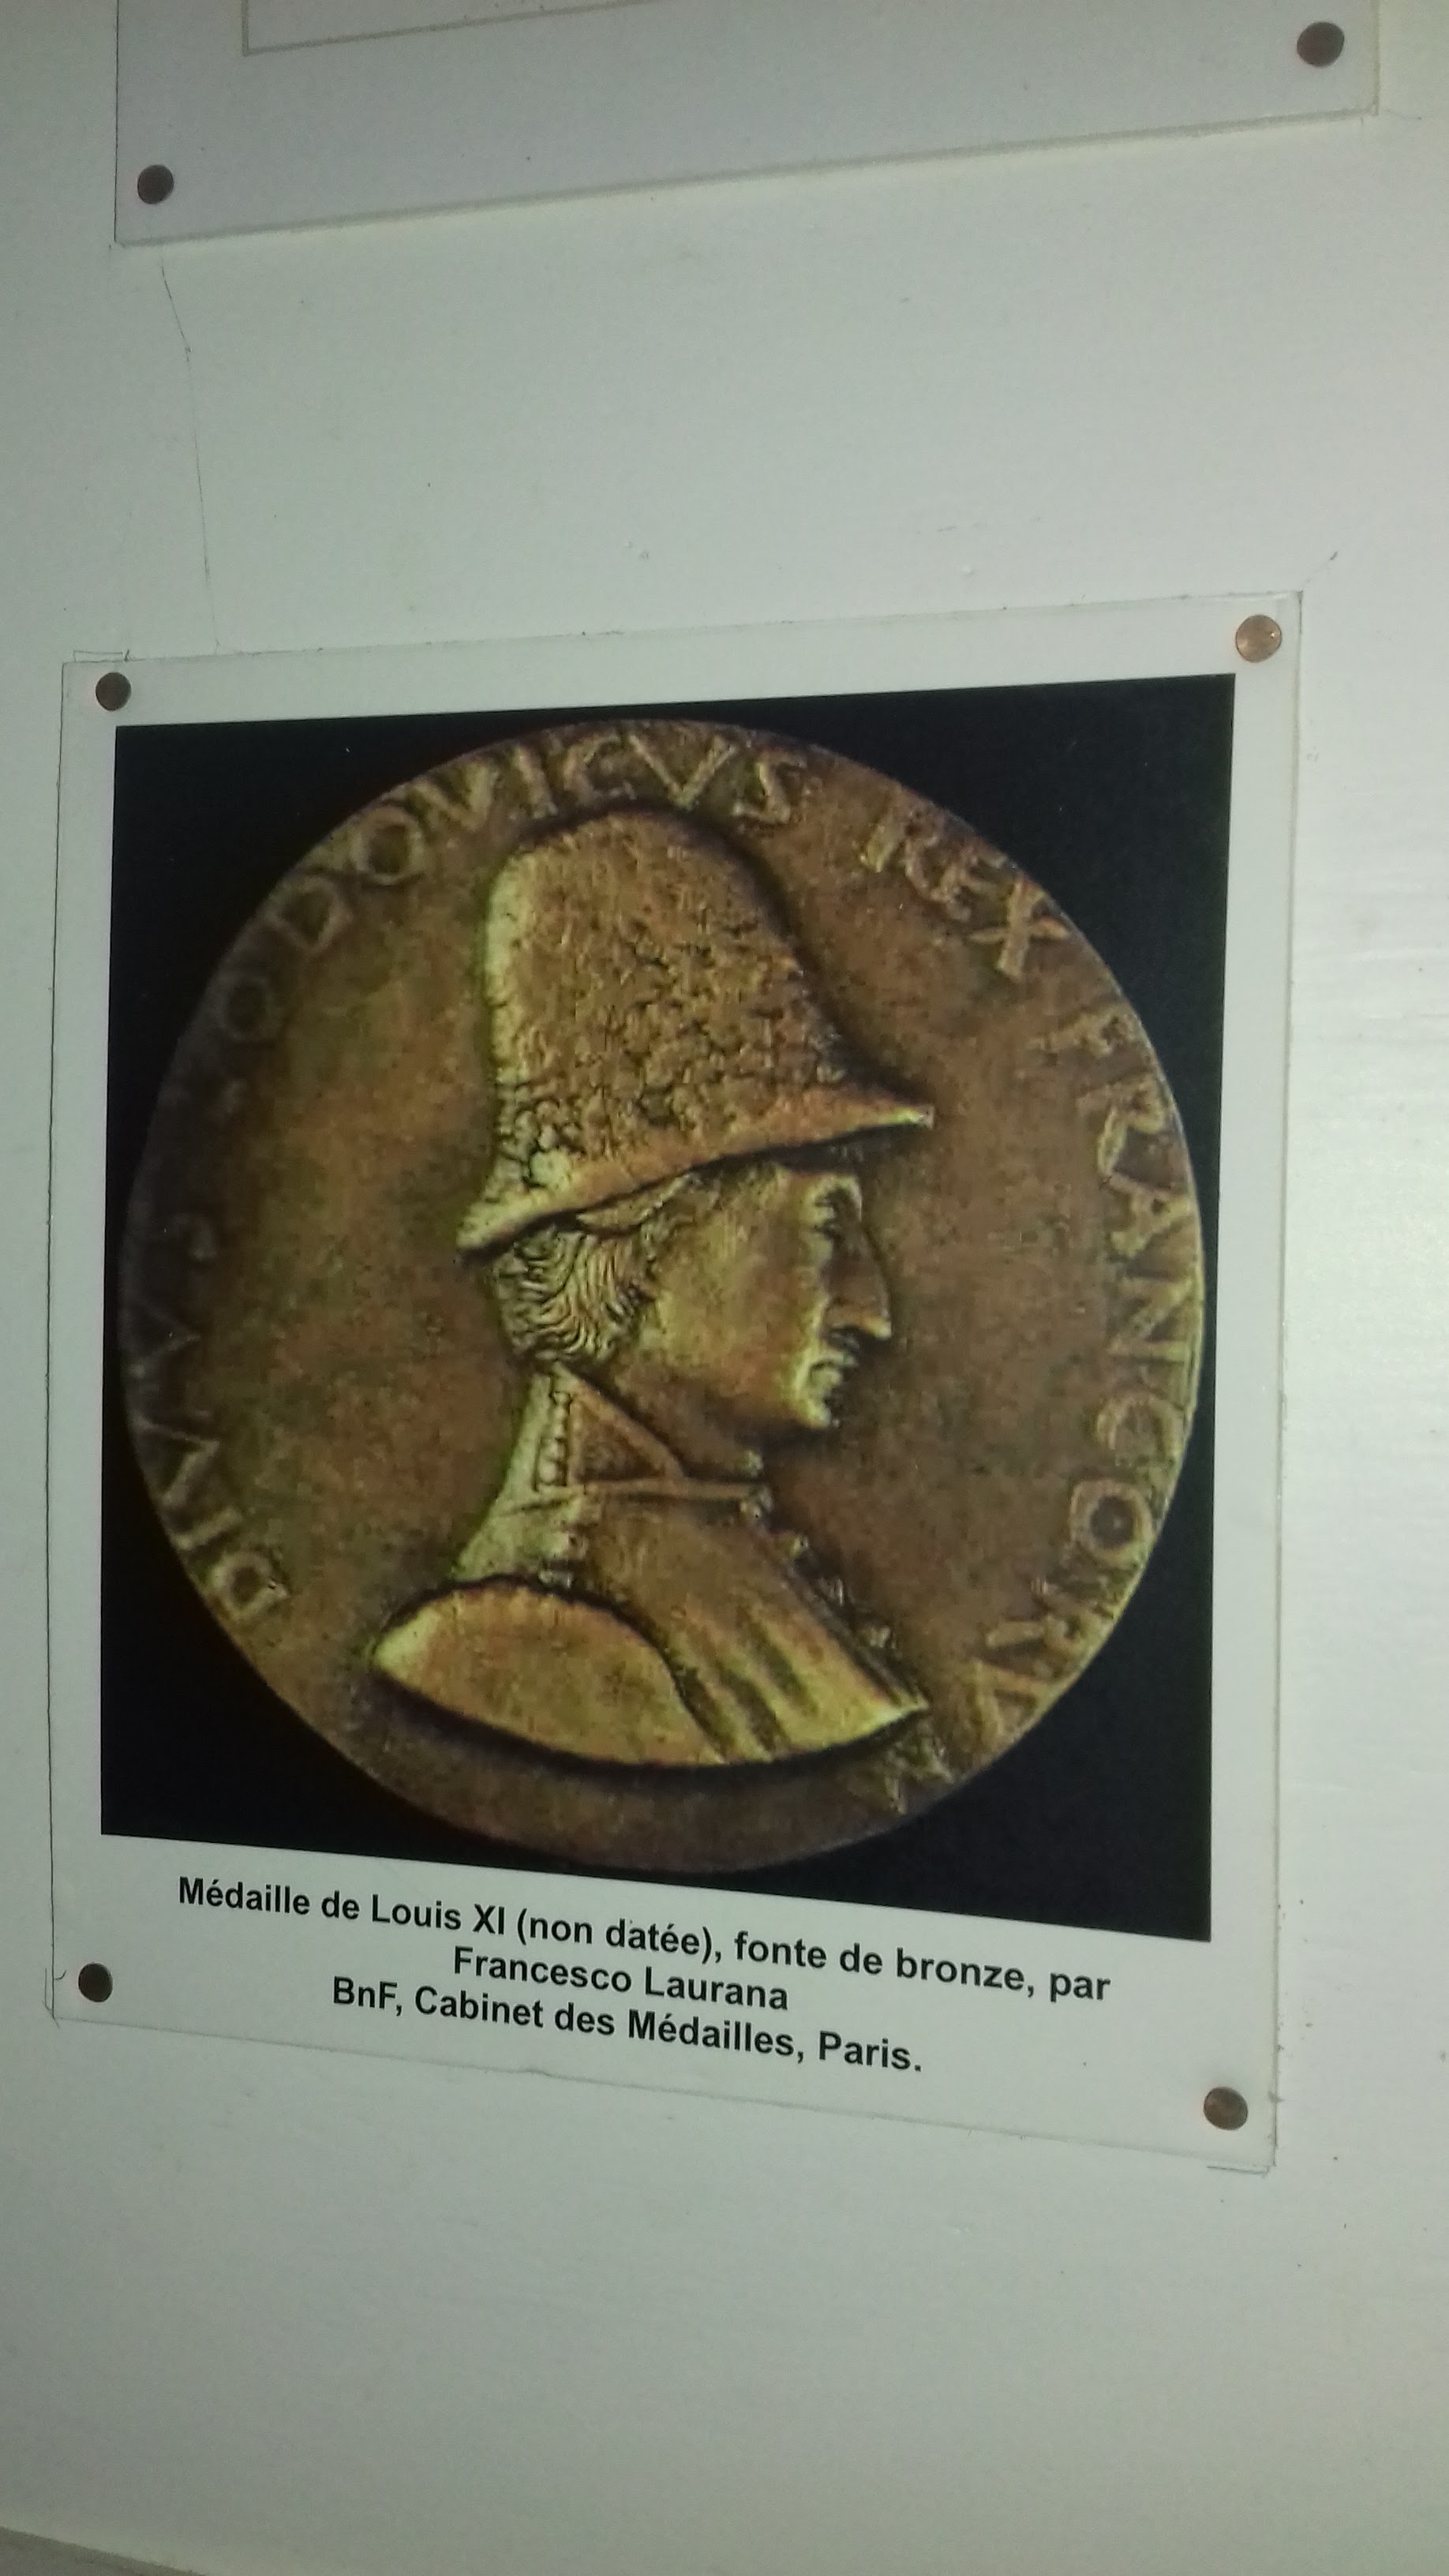 DIVVS LODOVICVS REX FRANCORVM
Médaille de Louis XI (non datée), fonte de bronze, par
Francesco Laurana
BnF, Cabinet des Médailles, Paris.